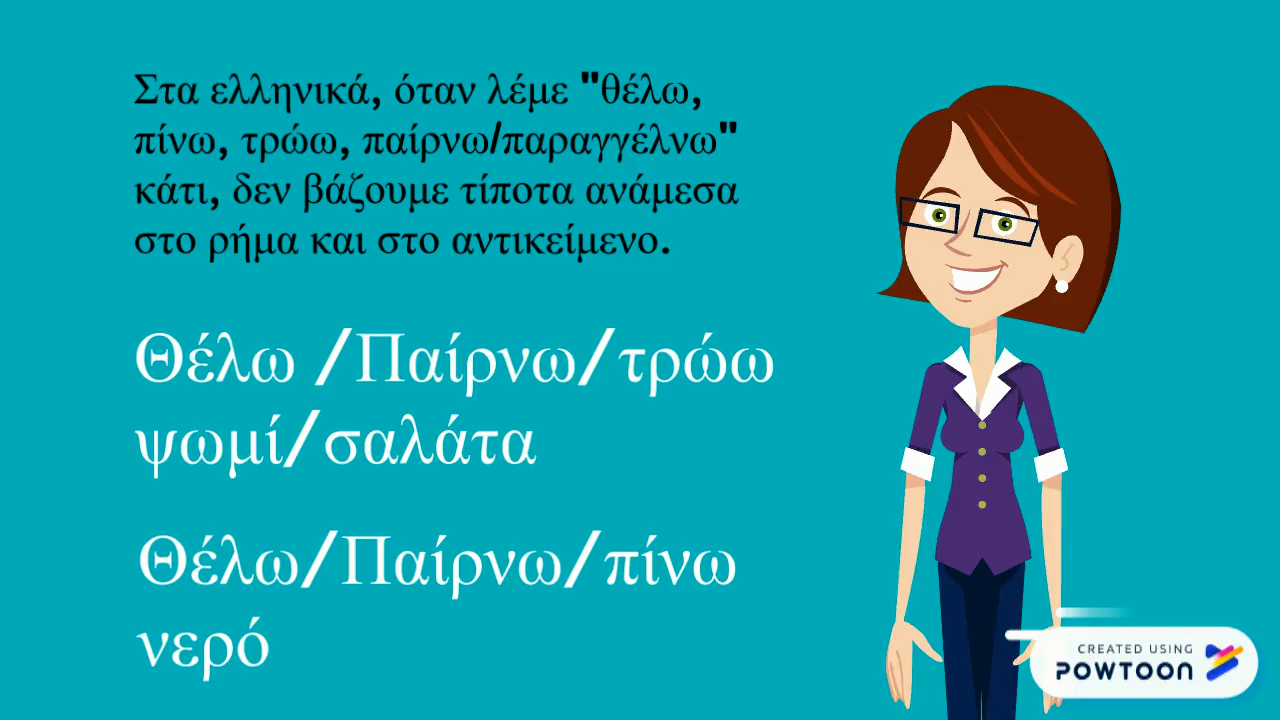 Στα ελληνικά, όταν λέμε "θέλω,
πίνω, τρώω, παίρνω/παραγγέλνω"
κάτι, δεν βάζουμε τίποτα ανάμεσα
στο ρήμα και στο αντικείμενο.
Θέλω /Παίρνω/τρώω
ψωμί/σαλάτα
Θέλω/Παίρνω/πίνω
νερό
CREATED USING
POWTOON